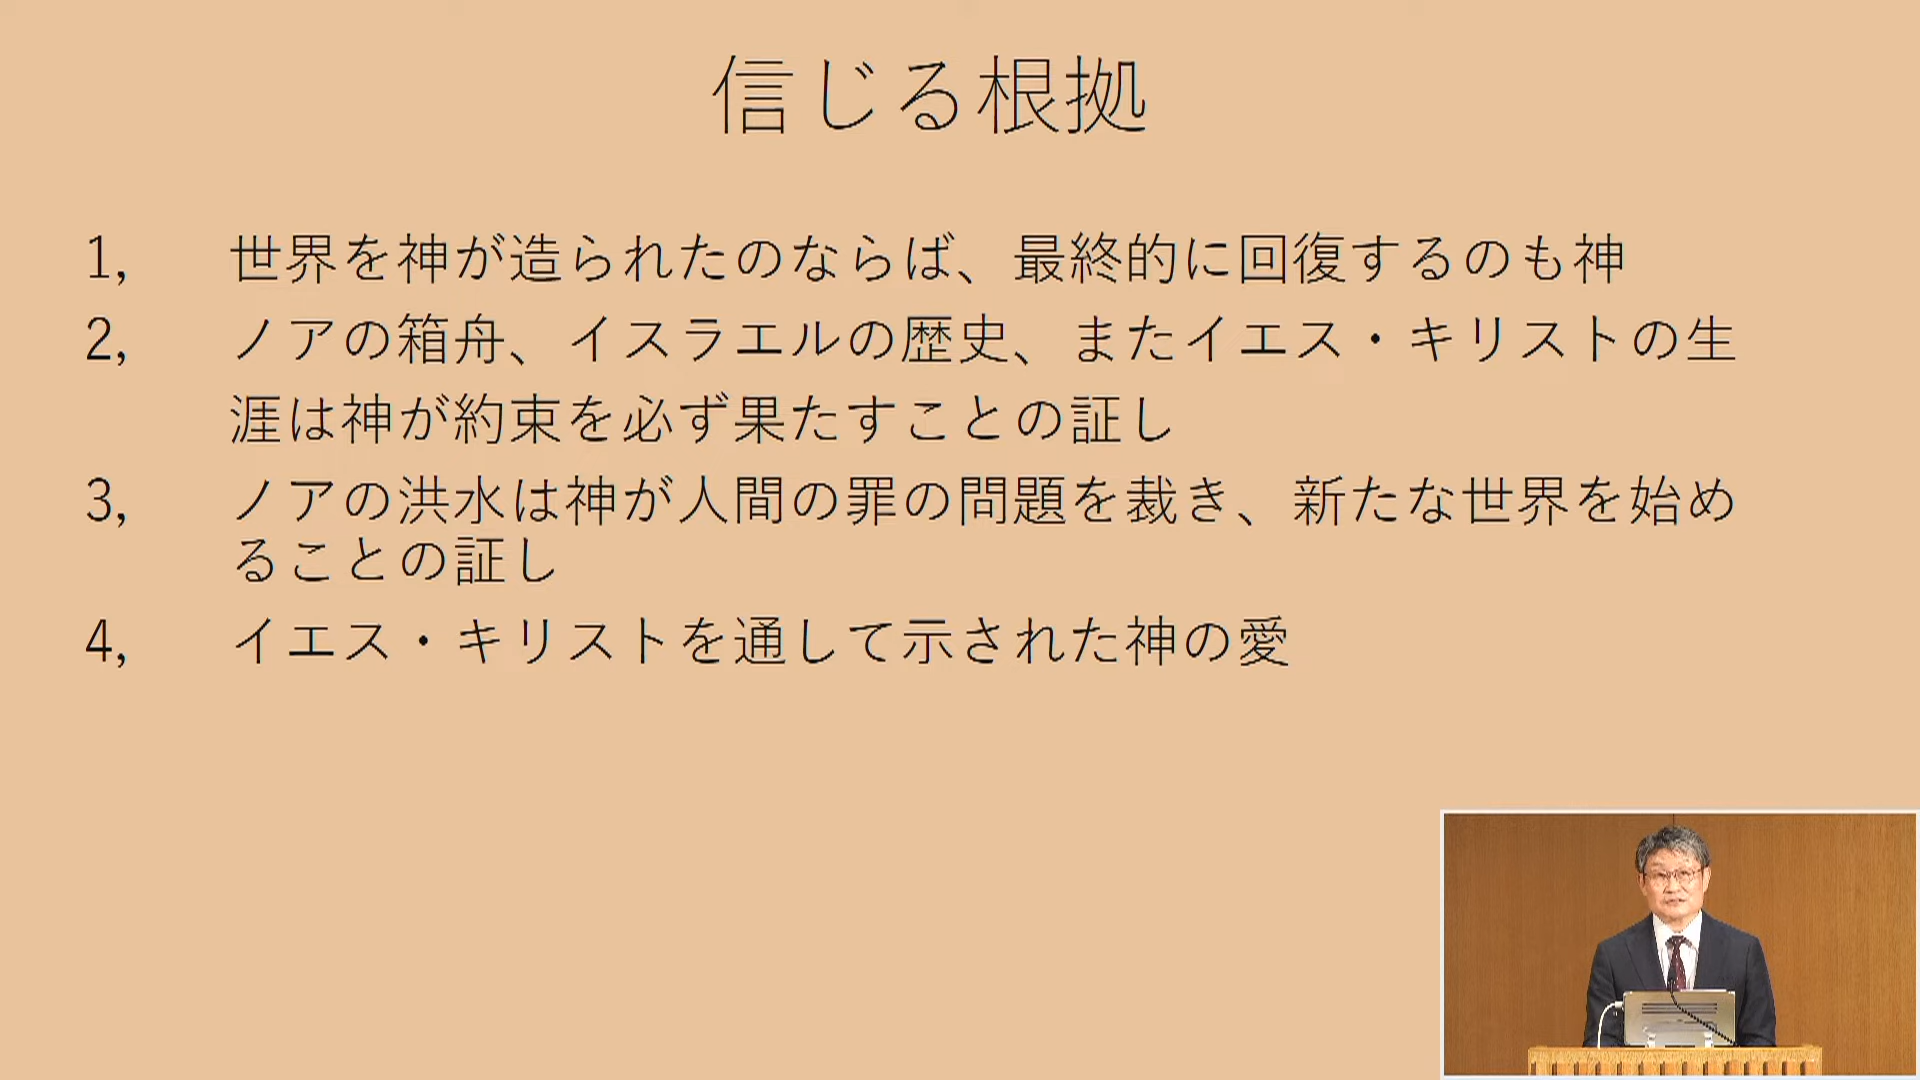 信じる根拠
1, 世界を神が造られたのならば、最終的に回復するのも神
2, ノアの箱舟、イスラエルの歴史、またイエス・キリストの生
涯は神が約束を必ず果たすことの証し
3, ノアの洪水は神が人間の罪の問題を裁き、新たな世界を始め
ることの証し
4, イエス・キリストを通して示された神の愛